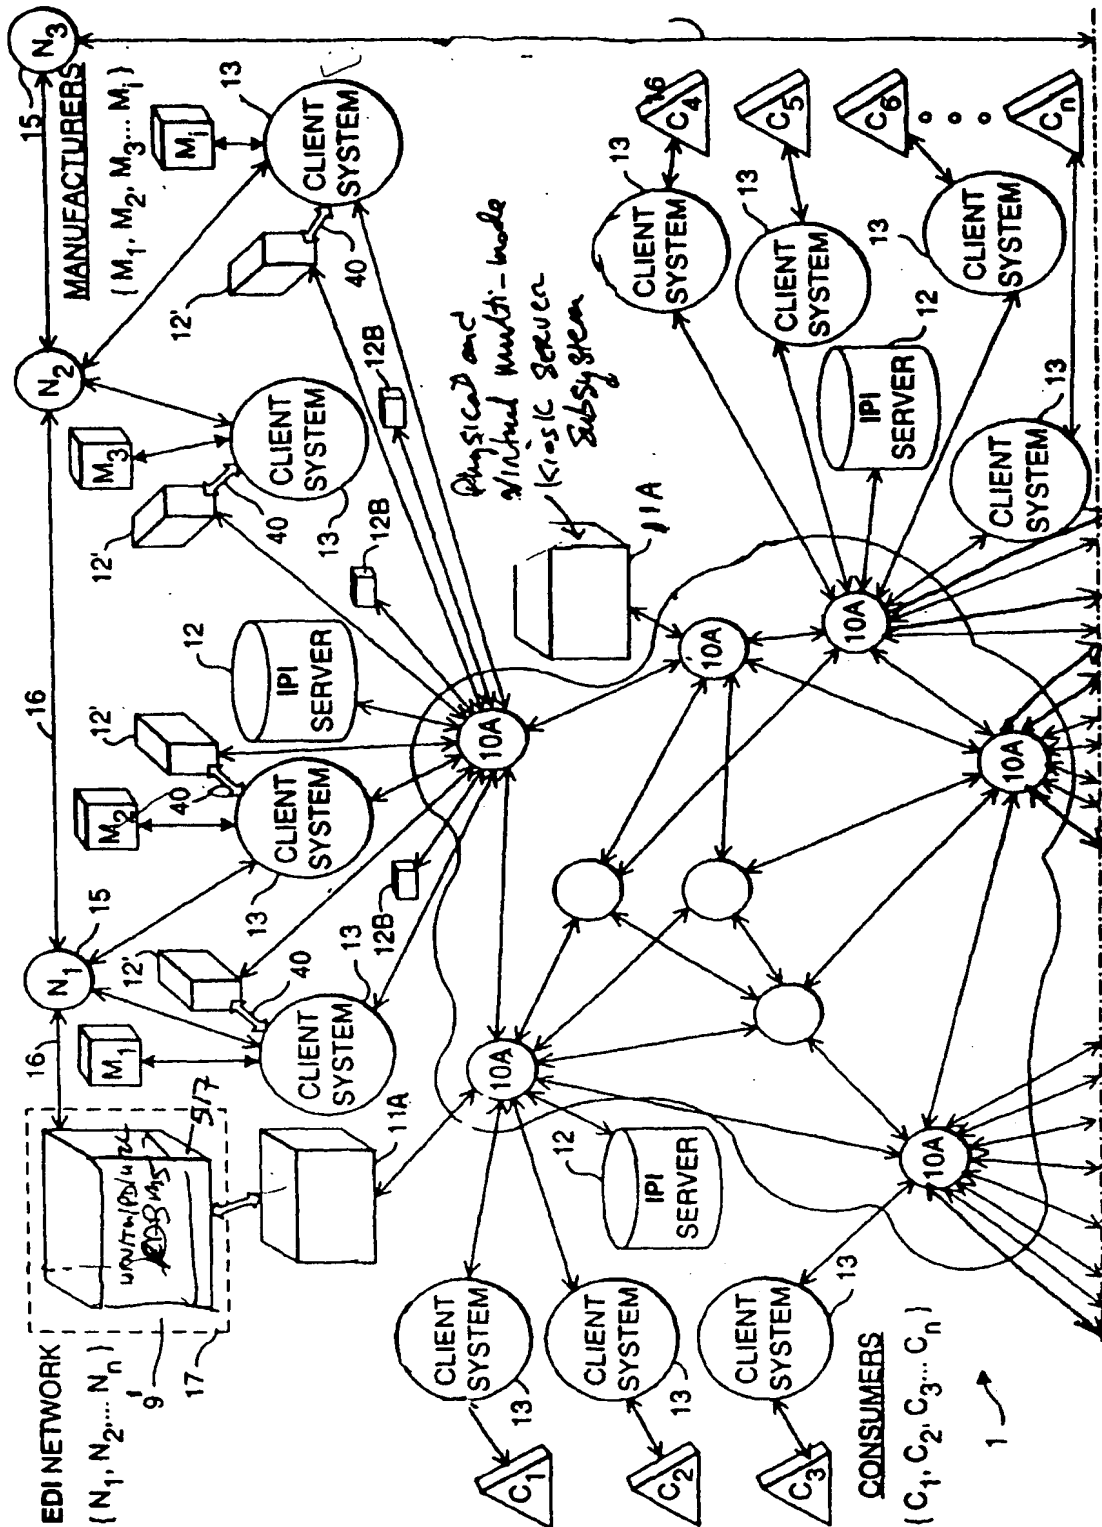 EDI NETWORK
{N1, N2,... Nn}
9'
17
16
N1
15
16
N2
15
N3
MANUFACTURERS
{M1, M2, M3... Mi}
5/7
RDBMS
11A
M1
12'
40
13
CLIENT
SYSTEM
12B
M2
12'
40
13
CLIENT
SYSTEM
12
IPI
SERVER
12B
M3
12'
40
13
CLIENT
SYSTEM
12B
Mi
13
12'
40
CLIENT
SYSTEM
10A
Physical and
Virtual multi-mode
Kiosk Server
Subsystem
11A
10A
10A
10A
10A
10A
12
IPI
SERVER
C1
CLIENT
SYSTEM
13
C2
CLIENT
SYSTEM
13
C3
CLIENT
SYSTEM
13
13
CLIENT
SYSTEM
16
C4
13
CLIENT
SYSTEM
C5
13
CLIENT
SYSTEM
C6
12
IPI
SERVER
13
CLIENT
SYSTEM
Cn
CONSUMERS
{C1, C2, C3... Cn}
1